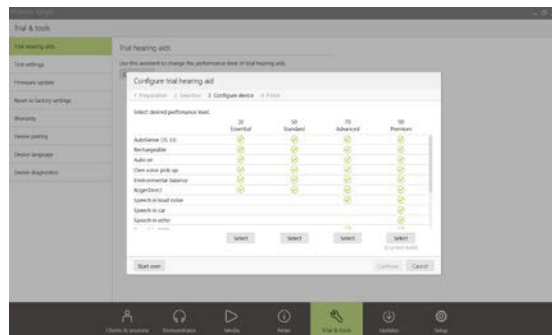 Trial & tools
Trial hearing aids
Trial settings
Firmware update
Reset to factory settings
Warranty
Device pairing
Device language
Device diagnostics
Trial hearing aids
Use this assistant to change the performance level of trial hearing aids.
Configure trial hearing aid
1 Preparation 2 Selection 3 Configure device 4 Finish
Select desired performance level.
30 50 70 90
Essential Standard Advanced Premium
AutoSense OS 3.0
Rechargeable
Auto on
Own voice pick-up
Environmental balance
RogerDirect
Speech in loud noise
Speech in car
Speech in echo
Select Select Select Select
(Current level)
Start over Continue Cancel
Clients & sessions Demonstration Media News Trial & tools Updates Setup